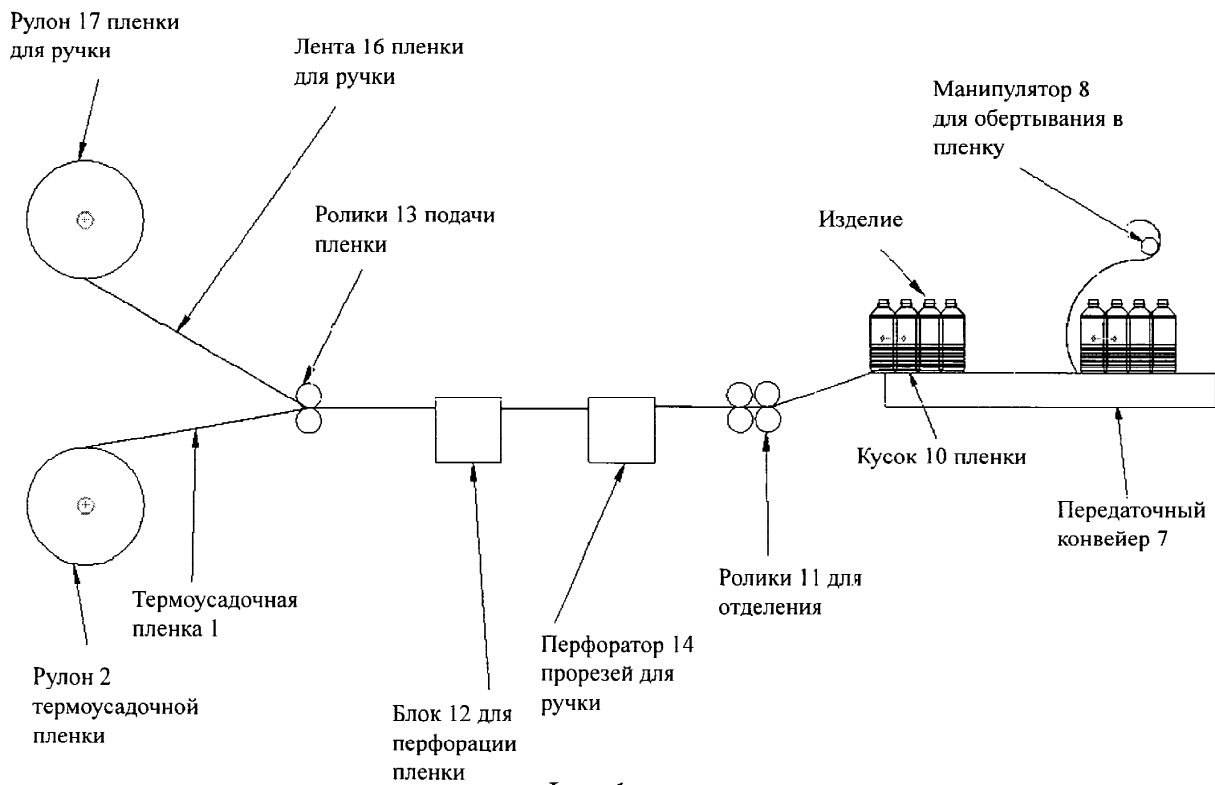 Рулон 17 пленки
для ручки
Лента 16 пленки
для ручки
Манипулятор 8
для обертывания в
пленку
Ролики 13 подачи
пленки
Изделие
Кусок 10 пленки
Передаточный
конвейер 7
Ролики 11 для
отделения
Термоусадочная
пленка 1
Перфоратор 14
прорезей для
ручки
Рулон 2
термоусадочной
пленки
Блок 12 для
перфорации
пленки